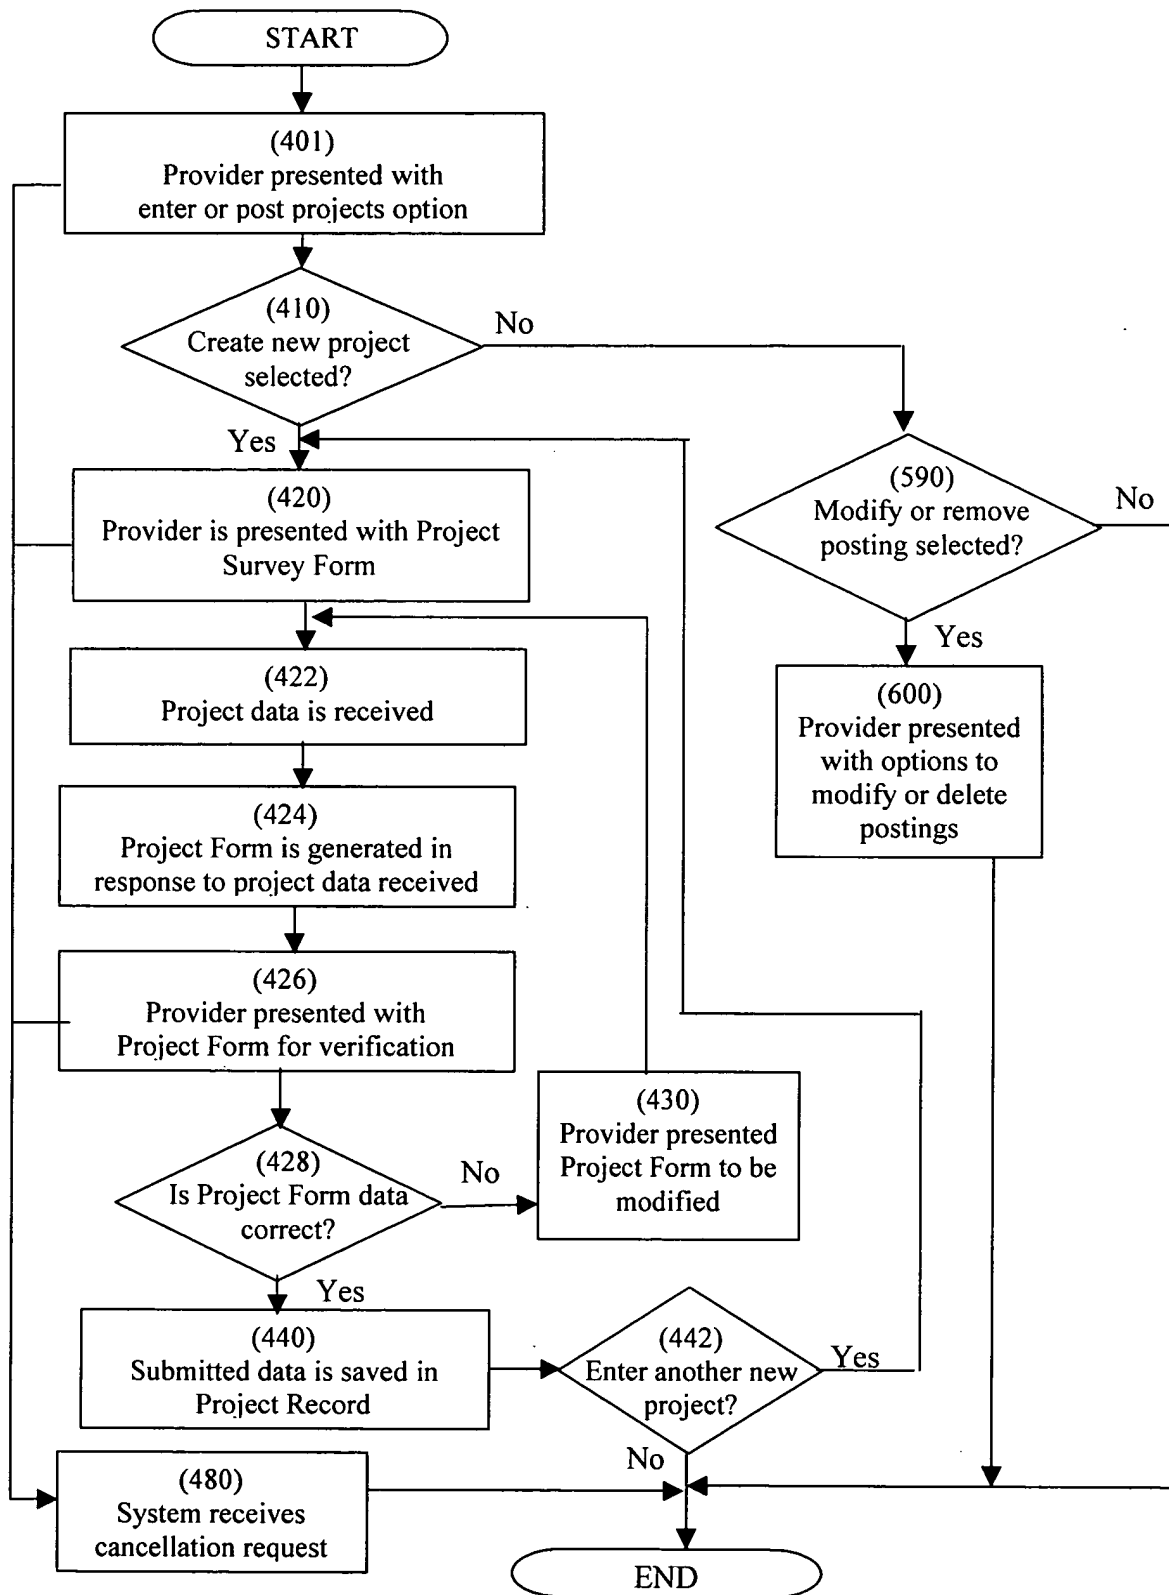 START
(401)
Provider presented with
enter or post projects option
(410)
Create new project
selected?
No
Yes
(420)
Provider is presented with Project
Survey Form
(590)
Modify or remove
posting selected?
No
Yes
(422)
Project data is received
(600)
Provider presented
with options to
modify or delete
postings
(424)
Project Form is generated in
response to project data received
(426)
Provider presented with
Project Form for verification
(428)
Is Project Form data
correct?
No
Yes
(430)
Provider presented
Project Form to be
modified
(440)
Submitted data is saved in
Project Record
(442)
Enter another new
project?
Yes
No
(480)
System receives
cancellation request
END